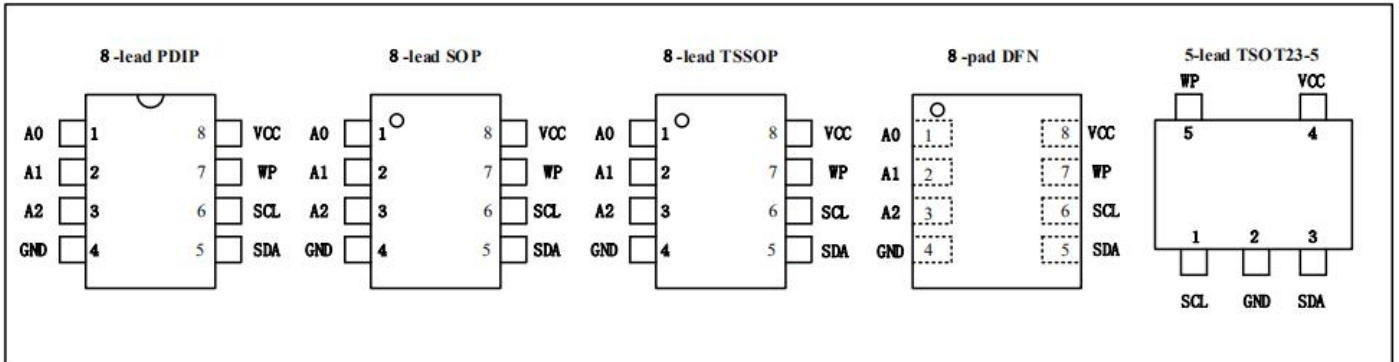 8-lead PDIP 8-lead SOP 8-lead TSSOP 8-pad DFN 5-lead TSOT23-5
WP VCC
A0 1 8 VCC A0 1 8 VCC A0 1 8 VCC A0 1 8 VCC 5 4
A1 2 7 WP A1 2 7 WP A1 2 7 WP A1 2 7 WP
A2 3 6 SCL A2 3 6 SCL A2 3 6 SCL A2 3 6 SCL
1 2 3
GND 4 5 SDA GND 4 5 SDA GND 4 5 SDA GND 4 5 SDA
SCL GND SDA